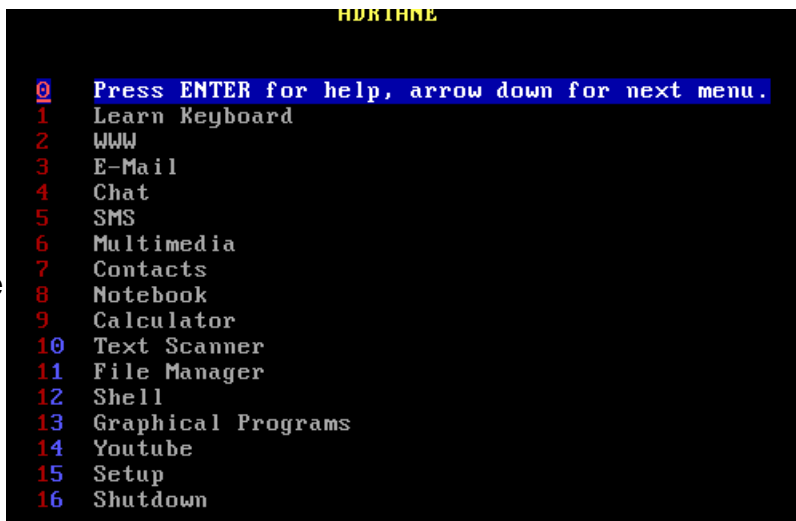 ADRIANE
0 Press ENTER for help, arrow down for next menu.
1 Learn Keyboard
2 WWW
3 E-Mail
4 Chat
5 SMS
6 Multimedia
7 Contacts
8 Notebook
9 Calculator
10 Text Scanner
11 File Manager
12 Shell
13 Graphical Programs
14 Youtube
15 Setup
16 Shutdown